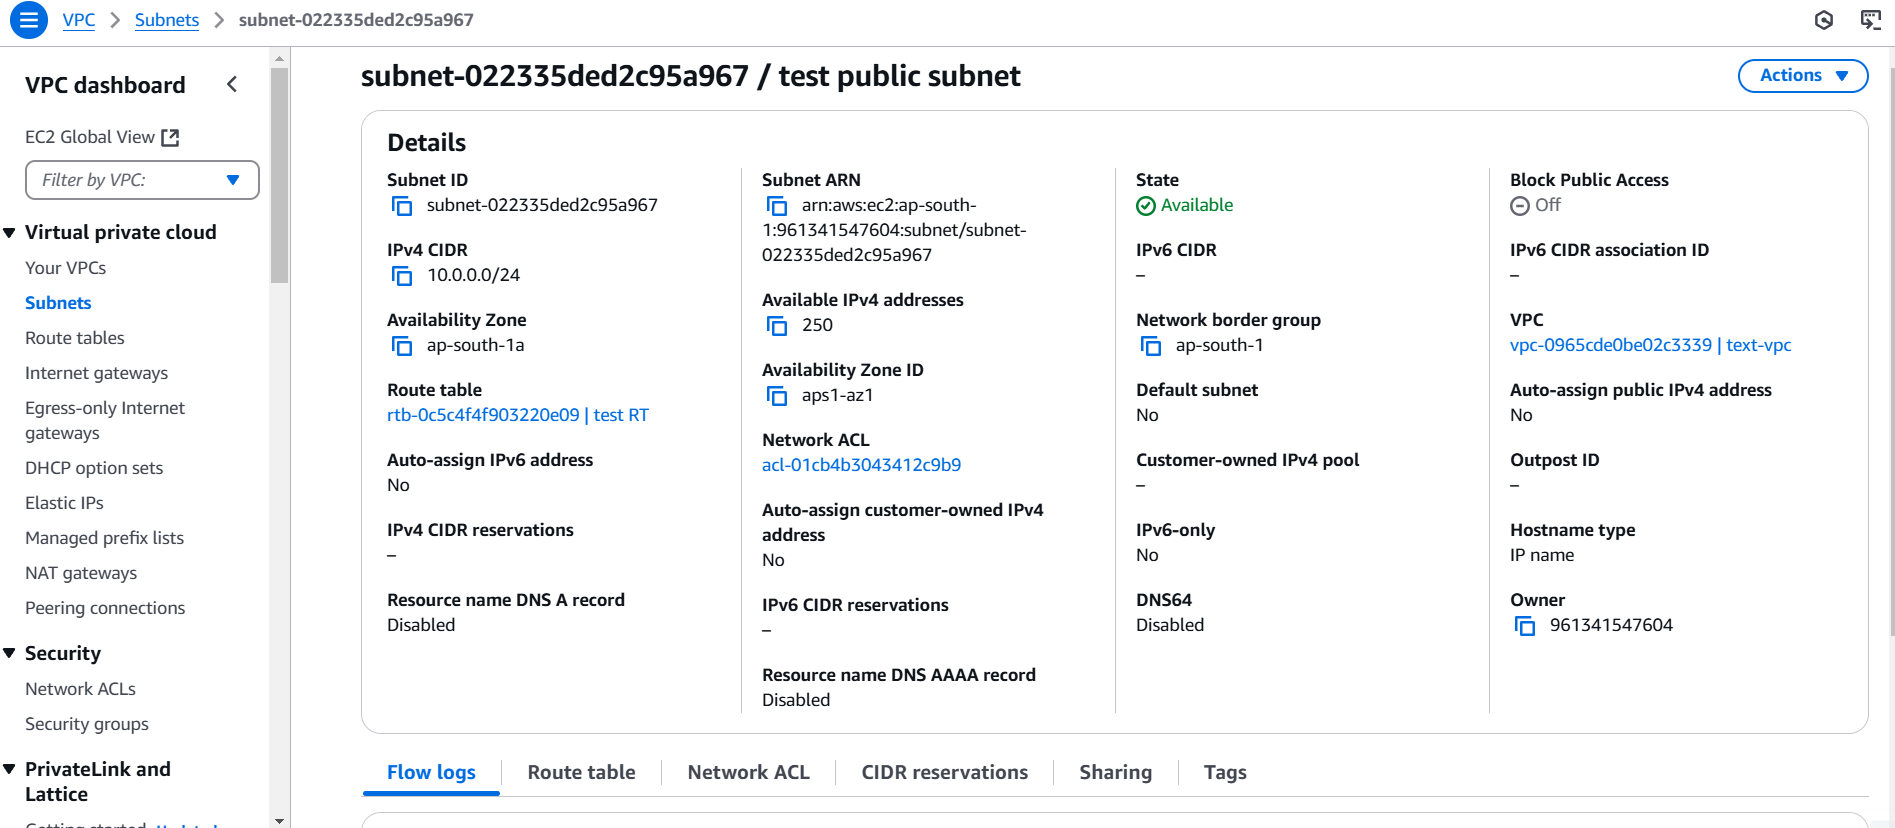 VPC > Subnets > subnet-022335ded2c95a967
VPC dashboard
EC2 Global View
Filter by VPC:
Virtual private cloud
Your VPCs
Subnets
Route tables
Internet gateways
Egress-only Internet
gateways
DHCP option sets
Elastic IPs
Managed prefix lists
NAT gateways
Peering connections
Security
Network ACLs
Security groups
PrivateLink and
Lattice
Getting started Updated
subnet-022335ded2c95a967 / test public subnet
Actions
Details
Subnet ID
subnet-022335ded2c95a967
IPv4 CIDR
10.0.0.0/24
Availability Zone
ap-south-1a
Route table
rtb-0c5c4f4f903220e09 | test RT
Auto-assign IPv6 address
No
IPv4 CIDR reservations
–
Resource name DNS A record
Disabled
Subnet ARN
arn:aws:ec2:ap-south-
1:961341547604:subnet/subnet-
022335ded2c95a967
Available IPv4 addresses
250
Availability Zone ID
aps1-az1
Network ACL
acl-01cb4b3043412c9b9
Auto-assign customer-owned IPv4
address
No
IPv6 CIDR reservations
–
Resource name DNS AAAA record
Disabled
State
Available
IPv6 CIDR
–
Network border group
ap-south-1
Default subnet
No
Customer-owned IPv4 pool
–
IPv6-only
No
DNS64
Disabled
Block Public Access
Off
IPv6 CIDR association ID
–
VPC
vpc-0965cde0be02c3339 | text-vpc
Auto-assign public IPv4 address
No
Outpost ID
–
Hostname type
IP name
Owner
961341547604
Flow logs
Route table
Network ACL
CIDR reservations
Sharing
Tags